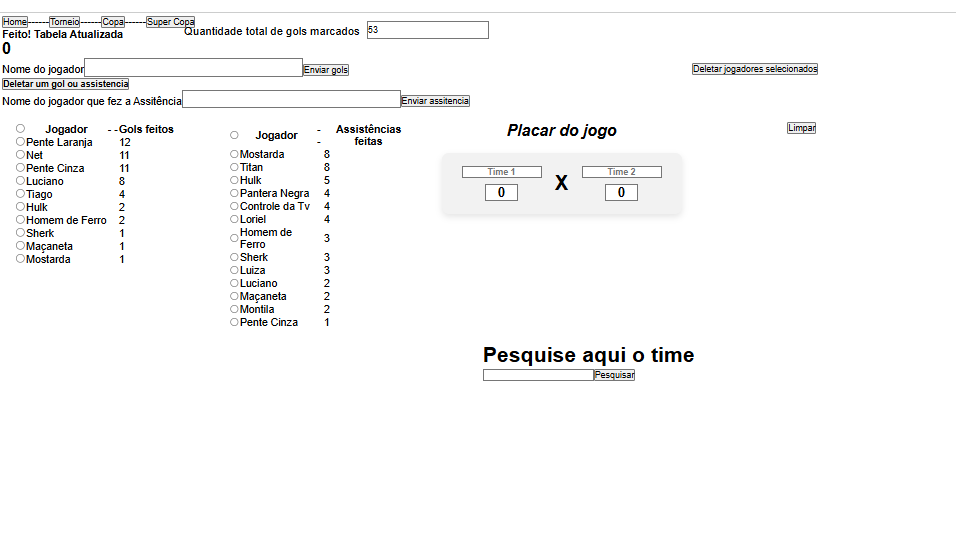 Home------Torneio------Copa------Super Copa
Feito! Tabela Atualizada
Quantidade total de gols marcados 53
0
Nome do jogador Enviar gols
Deletar jogadores selecionados
Deletar um gol ou assistencia
Nome do jogador que fez a Assitência Enviar assitencia
Jogador - - Gols feitos
Pente Laranja 12
Net 11
Pente Cinza 11
Luciano 8
Tiago 4
Hulk 2
Homem de Ferro 2
Sherk 1
Maçaneta 1
Mostarda 1
Jogador - - Assistências
feitas
Mostarda 8
Titan 8
Hulk 5
Pantera Negra 4
Controle da Tv 4
Loriel 4
Homem de
Ferro 3
Sherk 3
Luiza 3
Luciano 2
Maçaneta 2
Montila 2
Pente Cinza 1
Placar do jogo
Limpar
Time 1 X Time 2
0 0
Pesquise aqui o time
Pesquisar